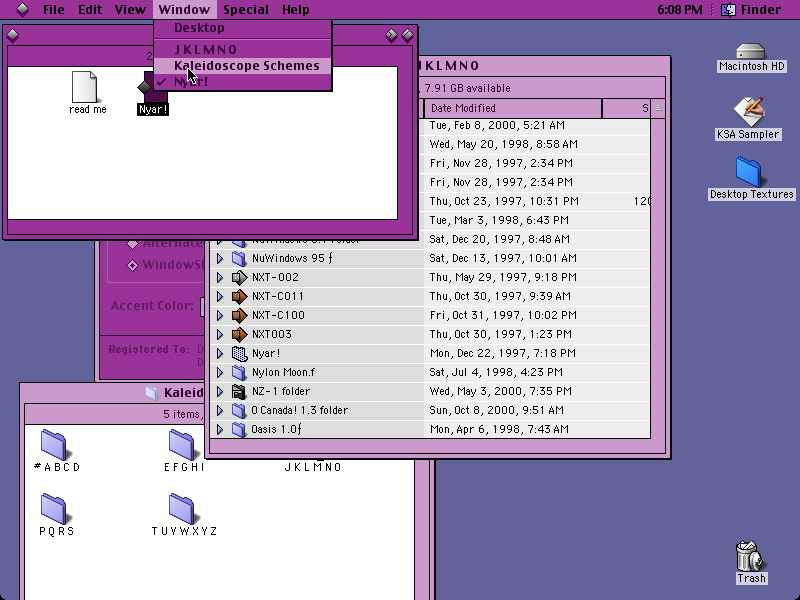 File Edit View Window Special Help 6:08 PM Finder
Desktop
J K L M N O
Kaleidoscope Schemes
Nyar!
2
read me
Nyar!
J K L M N O
7.91 GB available
Date Modified S
Tue, Feb 8, 2000, 5:21 AM
Wed, May 20, 1998, 8:58 AM
Fri, Nov 28, 1997, 2:34 PM
Fri, Nov 28, 1997, 2:34 PM
Thu, Oct 23, 1997, 10:31 PM 120
Tue, Mar 3, 1998, 6:43 PM
Sat, Dec 20, 1997, 8:48 AM
NuWindows 95 ƒ Sat, Dec 13, 1997, 10:01 AM
NXT-002 Thu, May 29, 1997, 9:18 PM
NXT-C011 Thu, Oct 30, 1997, 9:39 AM
NXT-C100 Fri, Oct 31, 1997, 10:02 PM
NXT003 Thu, Oct 30, 1997, 1:23 PM
Nyar! Mon, Dec 22, 1997, 7:18 PM
Nylon Moon.f Sat, Jul 4, 1998, 4:23 PM
NZ-1 folder Wed, May 3, 2000, 7:35 PM
O Canada! 1.3 folder Sun, Oct 8, 2000, 9:51 AM
Oasis 1.0ƒ Mon, Apr 6, 1998, 7:43 AM
Alternate
WindowSh
Accent Color:
Registered To: D
D
Kaleid
5 items,
#ABCD
EFGHI
JKLMNO
PQRS
TUVWXYZ
Macintosh HD
KSA Sampler
Desktop Textures
Trash